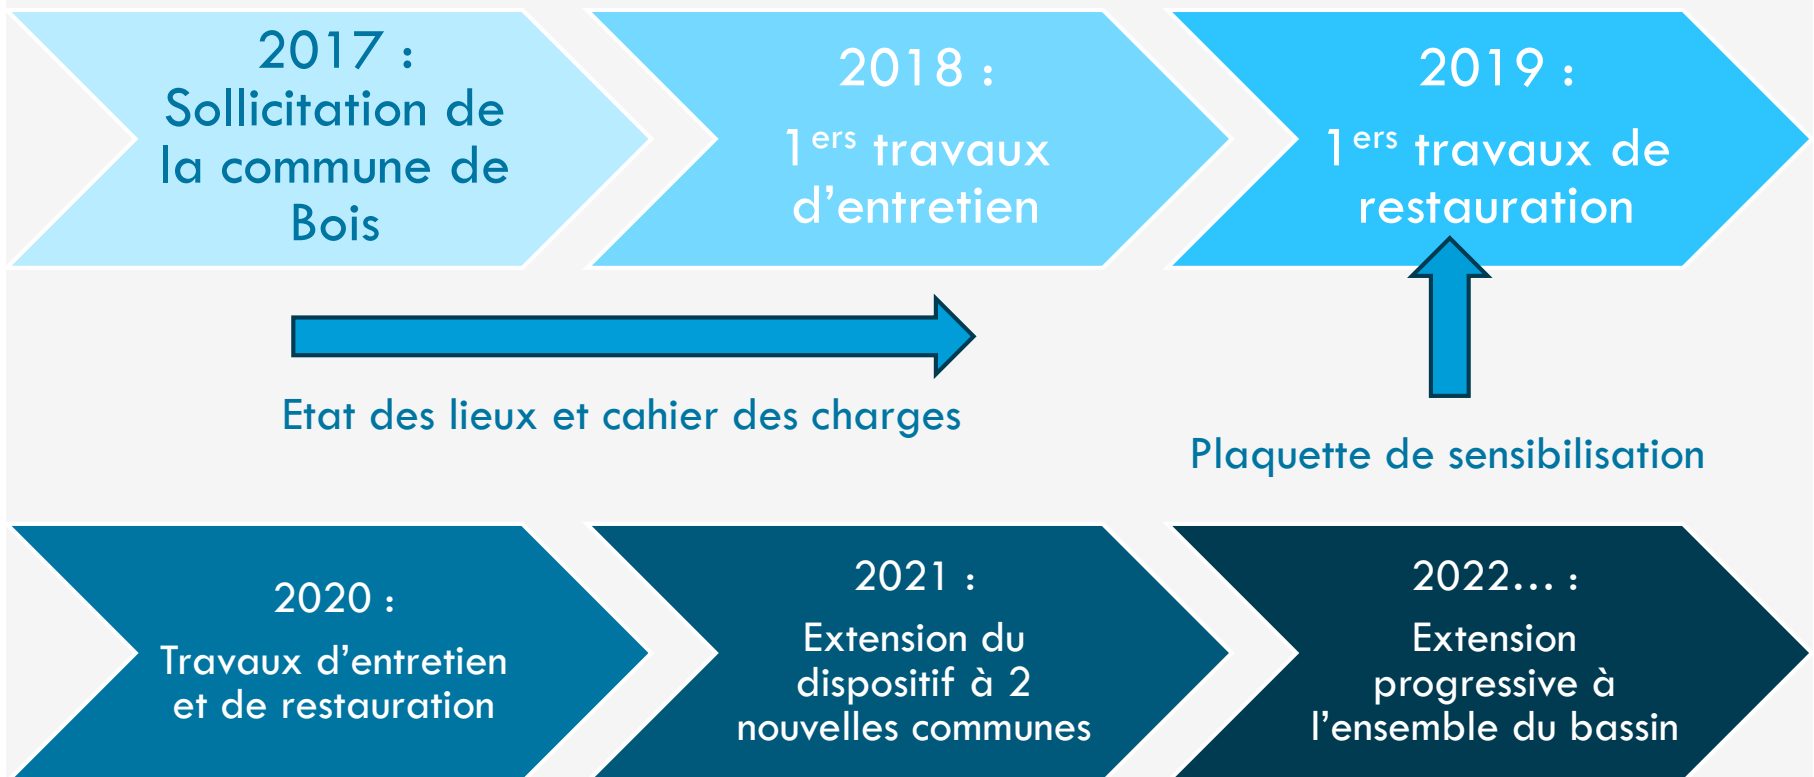 2017 :
Sollicitation de
la commune de
Bois
2018 :
1ers travaux
d’entretien
2019 :
1ers travaux de
restauration
Etat des lieux et cahier des charges
Plaquette de sensibilisation
2020 :
Travaux d’entretien
et de restauration
2021 :
Extension du
dispositif à 2
nouvelles communes
2022... :
Extension
progressive à
l’ensemble du bassin